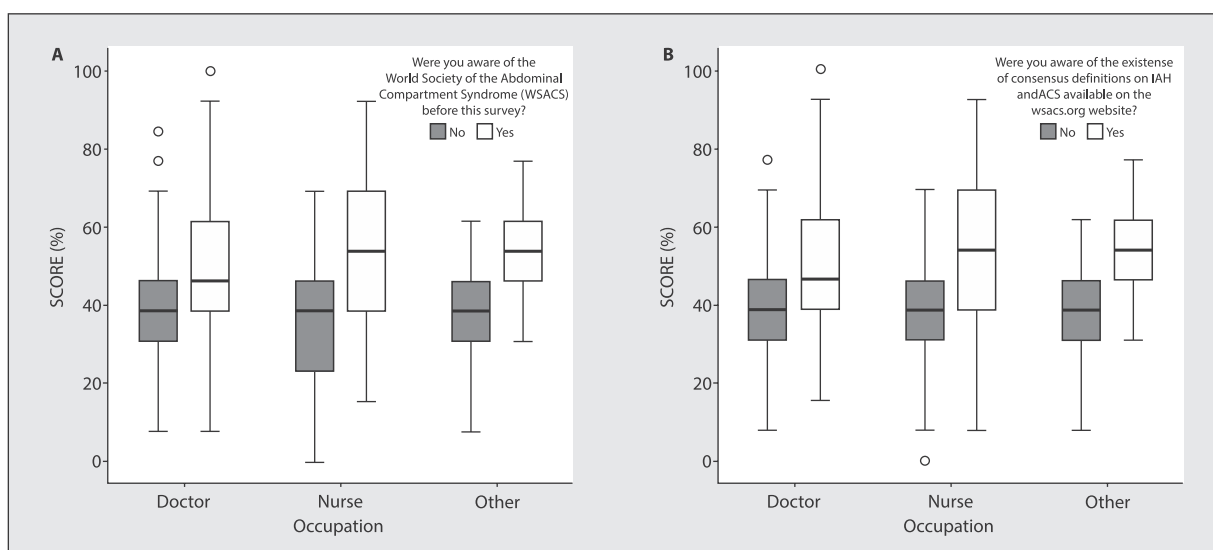 A
Were you aware of the
World Society of the Abdominal
Compartment Syndrome (WSACS)
before this survey?
No Yes
SCORE (%)
100
80
60
40
20
0
Doctor Nurse Other
Occupation
B
Were you aware of the existense
of consensus definitions on IAH
andACS available on the
wsacs.org website?
No Yes
SCORE (%)
100
80
60
40
20
0
Doctor Nurse Other
Occupation